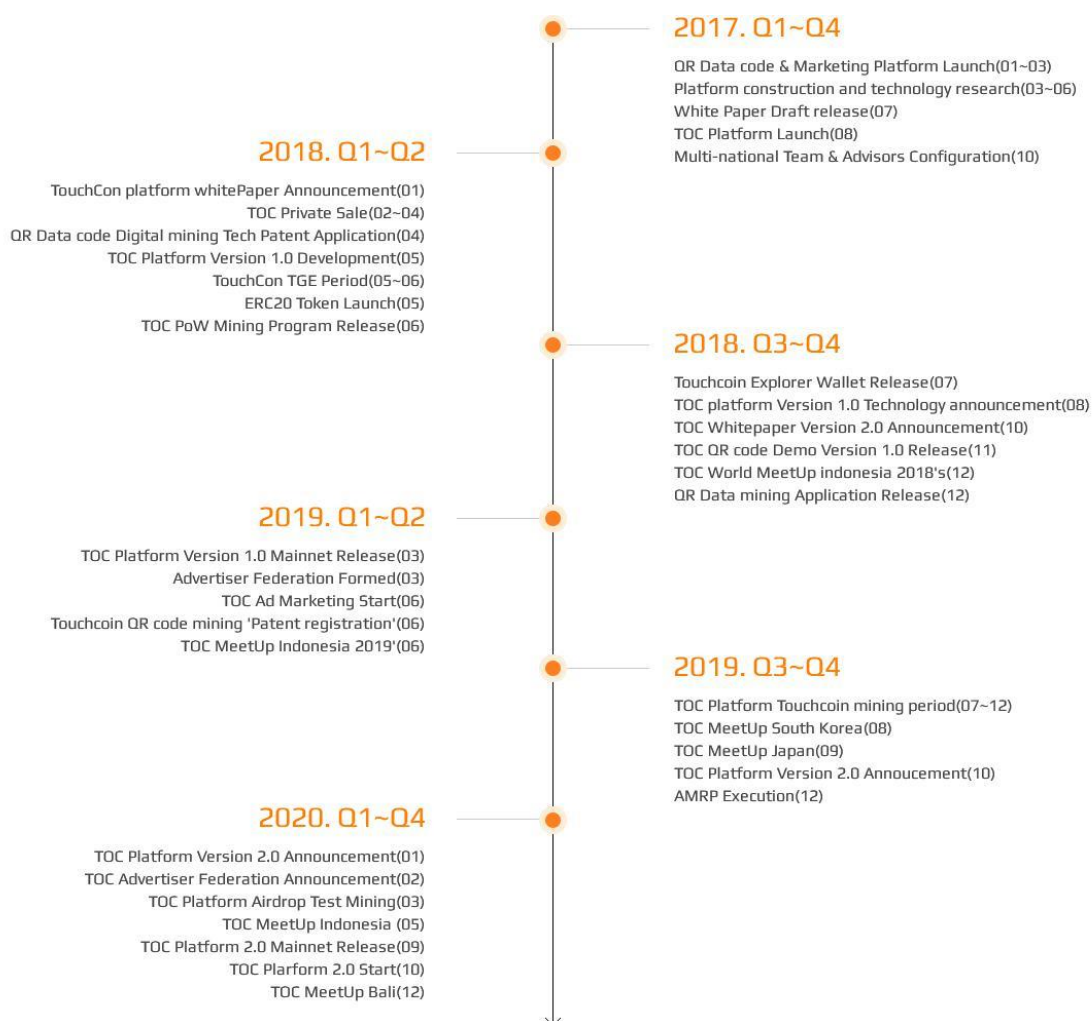 2017. Q1~Q4
QR Data code & Marketing Platform Launch(01~03)
Platform construction and technology research(03~06)
White Paper Draft release(07)
TOC Platform Launch(08)
Multi-national Team & Advisors Configuration(10)
2018. Q1~Q2
TouchCon platform whitePaper Announcement(01)
TOC Private Sale(02~04)
QR Data code Digital mining Tech Patent Application(04)
TOC Platform Version 1.0 Development(05)
TouchCon TGE Period(05~06)
ERC20 Token Launch(05)
TOC PoW Mining Program Release(06)
2018. Q3~Q4
Touchcoin Explorer Wallet Release(07)
TOC platform Version 1.0 Technology announcement(08)
TOC Whitepaper Version 2.0 Announcement(10)
TOC QR code Demo Version 1.0 Release(11)
TOC World MeetUp indonesia 2018's(12)
QR Data mining Application Release(12)
2019. Q1~Q2
TOC Platform Version 1.0 Mainnet Release(03)
Advertiser Federation Formed(03)
TOC Ad Marketing Start(06)
Touchcoin QR code mining 'Patent registration'(06)
TOC MeetUp Indonesia 2019'(06)
2019. Q3~Q4
TOC Platform Touchcoin mining period(07~12)
TOC MeetUp South Korea(08)
TOC MeetUp Japan(09)
TOC Platform Version 2.0 Annoucement(10)
AMRP Execution(12)
2020. Q1~Q4
TOC Platform Version 2.0 Announcement(01)
TOC Advertiser Federation Announcement(02)
TOC Platform Airdrop Test Mining(03)
TOC MeetUp Indonesia (05)
TOC Platform 2.0 Mainnet Release(09)
TOC Plarform 2.0 Start(10)
TOC MeetUp Bali(12)